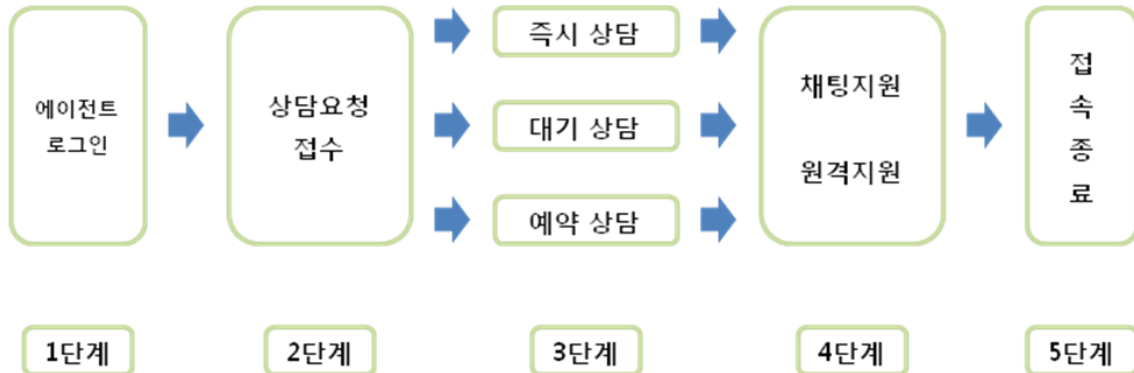 에이전트
로그인
상담요청
접수
즉시 상담
대기 상담
예약 상담
채팅지원
원격지원
접
속
종
료
1단계
2단계
3단계
4단계
5단계